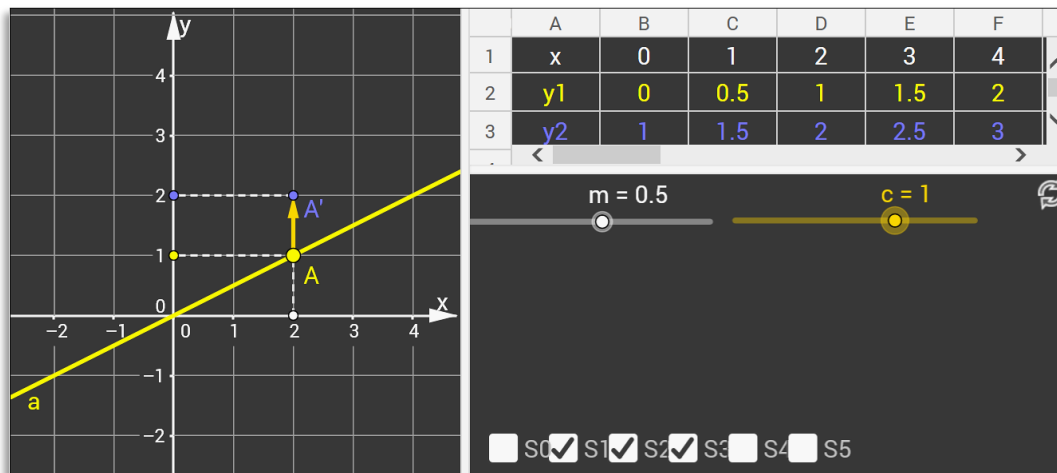 y
4
3
2
A'
1
A
0
x
−2 −1 0 1 2 3 4
−1
a
−2
A B C D E F
1 x 0 1 2 3 4
2 y1 0 0.5 1 1.5 2
3 y2 1 1.5 2 2.5 3
m = 0.5 c = 1
S0 S1 S2 S3 S4 S5